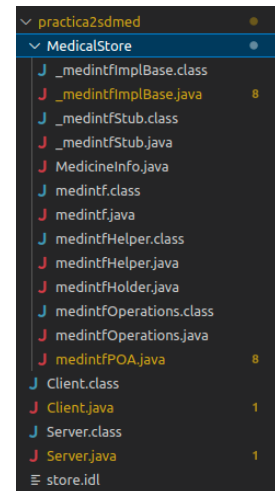 practica2sdmed
MedicalStore
J _medintfImplBase.class
J _medintfImplBase.java 8
J _medintfStub.class
J _medintfStub.java
J MedicineInfo.java
J medintf.class
J medintf.java
J medintfHelper.class
J medintfHelper.java
J medintfHolder.java
J medintfOperations.class
J medintfOperations.java
J medintfPOA.java 8
J Client.class
J Client.java 1
J Server.class
J Server.java 1
store.idl